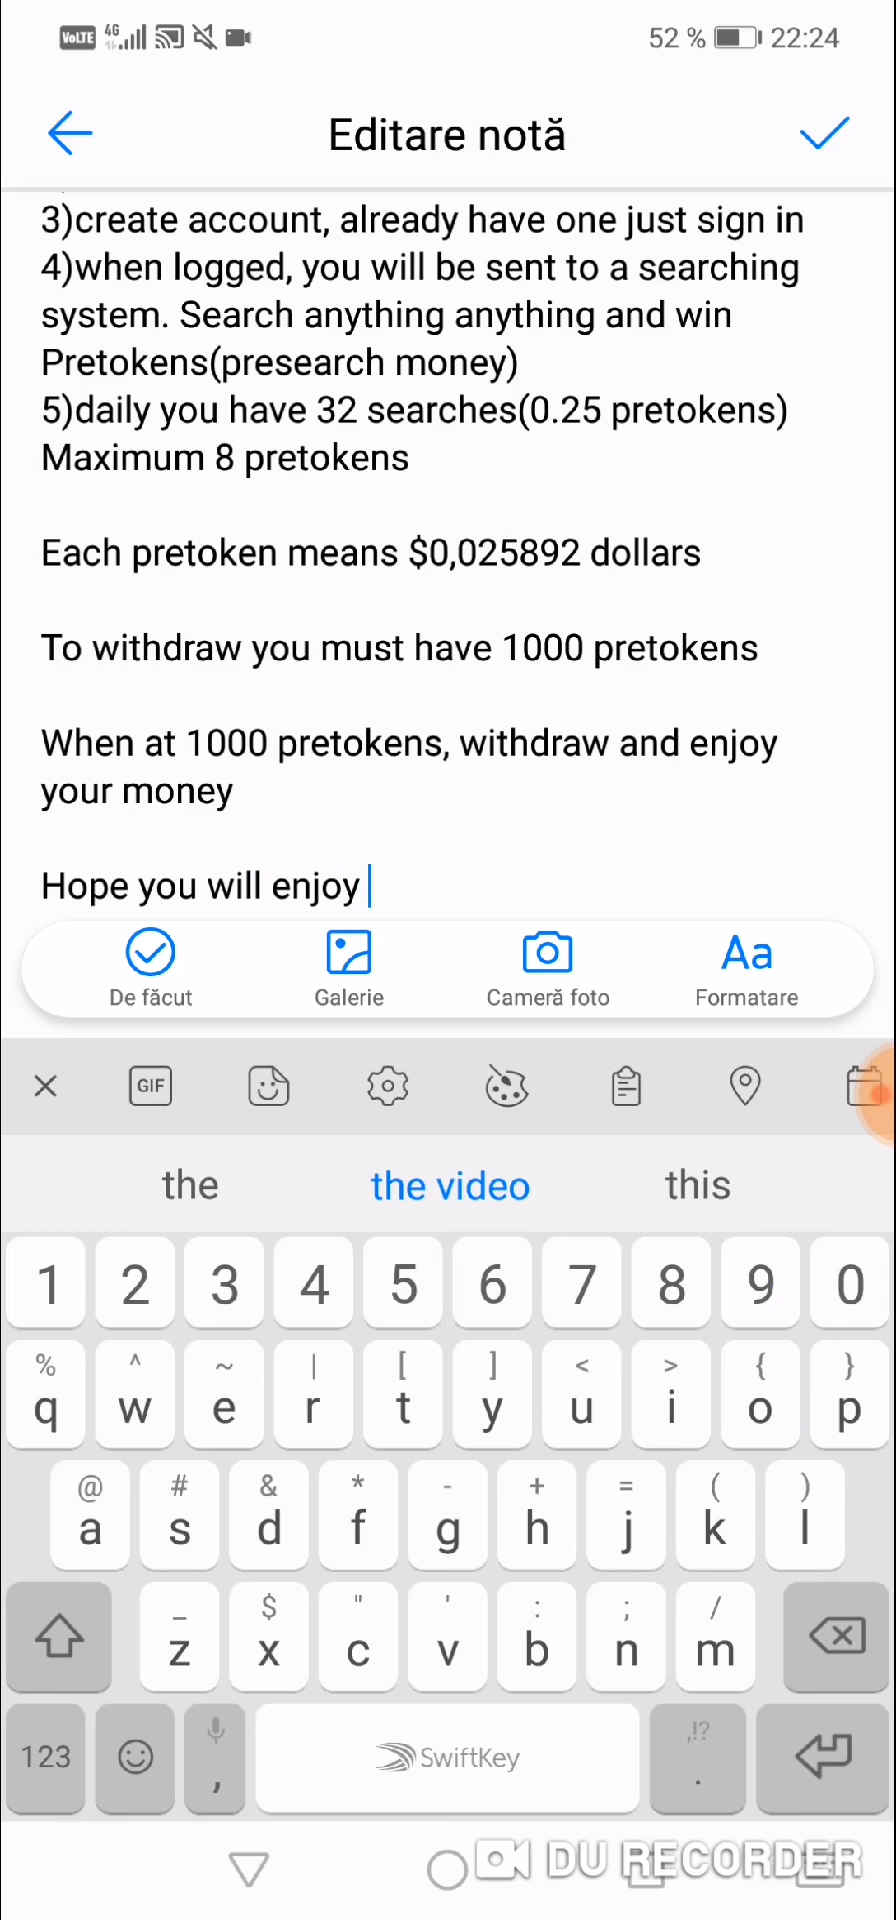 VoLTE 4G 52 % 22:24
Editare notă
3)create account, already have one just sign in
4)when logged, you will be sent to a searching
system. Search anything anything and win
Pretokens(presearch money)
5)daily you have 32 searches(0.25 pretokens)
Maximum 8 pretokens
Each pretoken means $0,025892 dollars
To withdraw you must have 1000 pretokens
When at 1000 pretokens, withdraw and enjoy
your money
Hope you will enjoy
De făcut Galerie Cameră foto Formatare
GIF
the the video this
1 2 3 4 5 6 7 8 9 0
% ^ ~ | [ ] < > { }
q w e r t y u i o p
@ # & * - + = ( )
a s d f g h j k l
_ $ " ' : ; /
z x c v b n m
123 , SwiftKey ,!? .
DU RECORDER